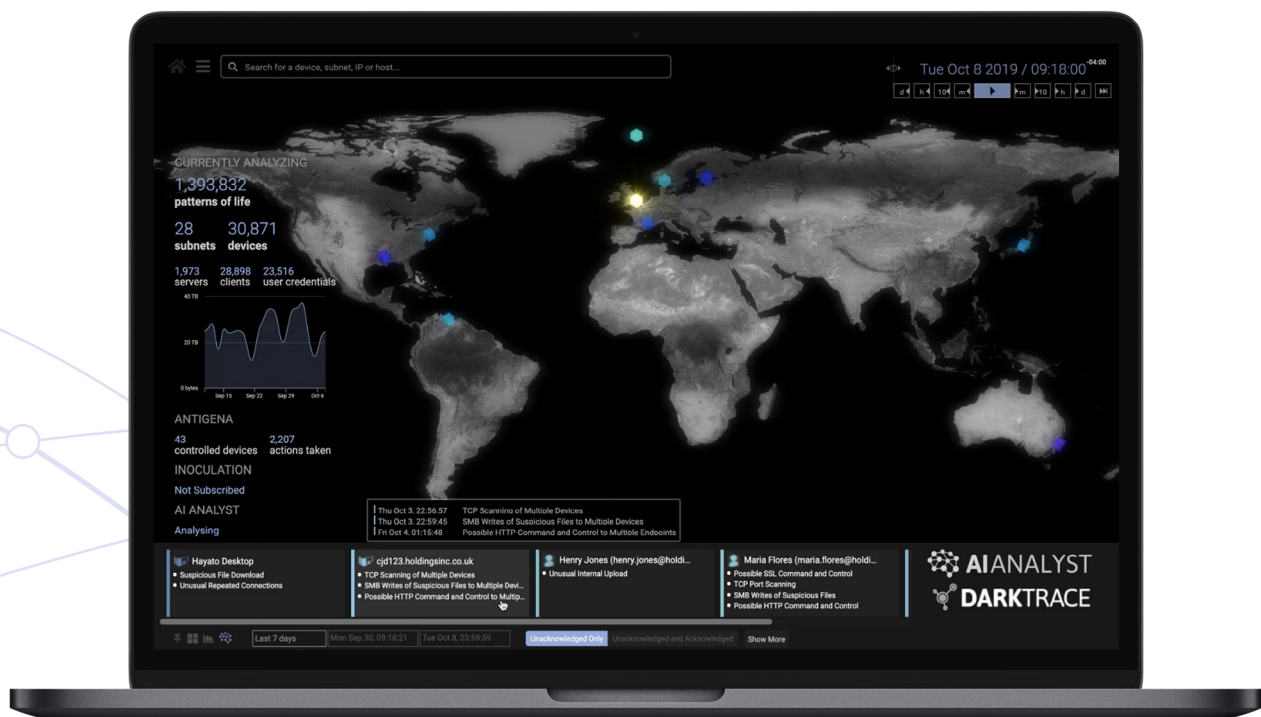 Search for a device, subnet, IP or host...
Tue Oct 8 2019 / 09:18:00 -04:00
d h 10 m m 10 h d
CURRENTLY ANALYZING
1,393,832
patterns of life
28 30,871
subnets devices
1,973 28,898 23,516
servers clients user credentials
40 TB
20 TB
0 bytes
Sep 15 Sep 22 Sep 29 Oct 6
ANTIGENA
43 2,207
controlled devices actions taken
INOCULATION
Not Subscribed
AI ANALYST
Analysing
Thu Oct 3. 22:56:57 TCP Scanning of Multiple Devices
Thu Oct 3. 22:59:45 SMB Writes of Suspicious Files to Multiple Devices
Fri Oct 4. 01:15:48 Possible HTTP Command and Control to Multiple Endpoints
Hayato Desktop
• Suspicious File Download
• Unusual Repeated Connections
cjd123.holdingsinc.co.uk
• TCP Scanning of Multiple Devices
• SMB Writes of Suspicious Files to Multiple Devi...
• Possible HTTP Command and Control to Multip...
Henry Jones (henry.jones@holdi...
• Unusual Internal Upload
Maria Flores (maria.flores@holdi...
• Possible SSL Command and Control
• TCP Port Scanning
• SMB Writes of Suspicious Files
• Possible HTTP Command and Control
AIANALYST
DARKTRACE
Last 7 days Mon Sep 30, 09:18:21 Tue Oct 8, 23:59:59 Unacknowledged Only Unacknowledged and Acknowledged Show More